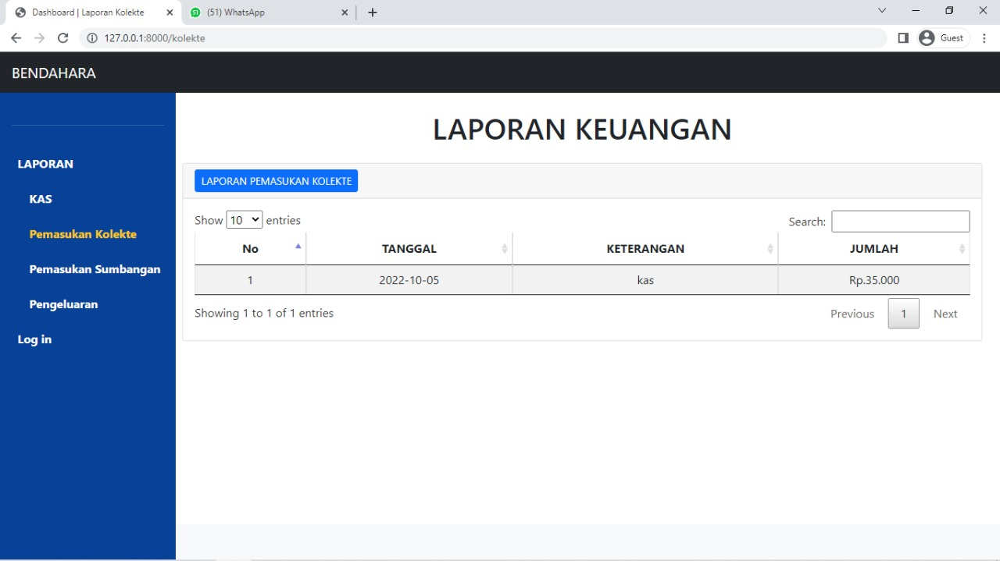 Dashboard | Laporan Kolekte
(51) WhatsApp
127.0.0.1:8000/kolekte
Guest
BENDAHARA
LAPORAN
KAS
Pemasukan Kolekte
Pemasukan Sumbangan
Pengeluaran
Log in
LAPORAN KEUANGAN
LAPORAN PEMASUKAN KOLEKTE
Show 10 entries Search:
No TANGGAL KETERANGAN JUMLAH
1 2022-10-05 kas Rp.35.000
Showing 1 to 1 of 1 entries Previous 1 Next